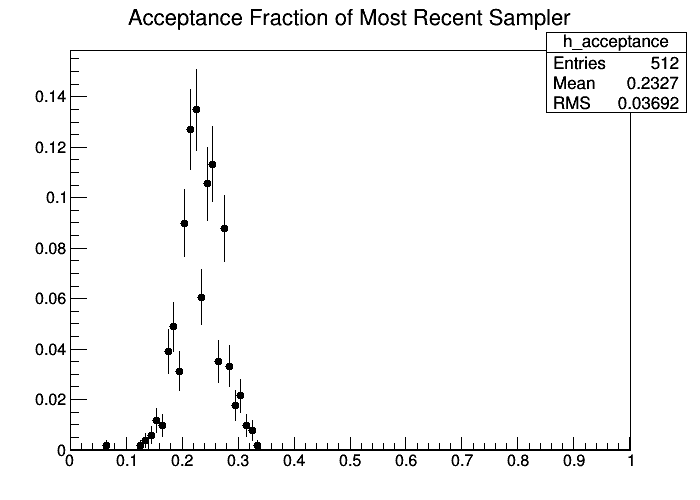 Acceptance Fraction of Most Recent Sampler
h_acceptance
Entries 512
Mean 0.2327
RMS 0.03692
0.14
0.12
0.1
0.08
0.06
0.04
0.02
0
0 0.1 0.2 0.3 0.4 0.5 0.6 0.7 0.8 0.9 1